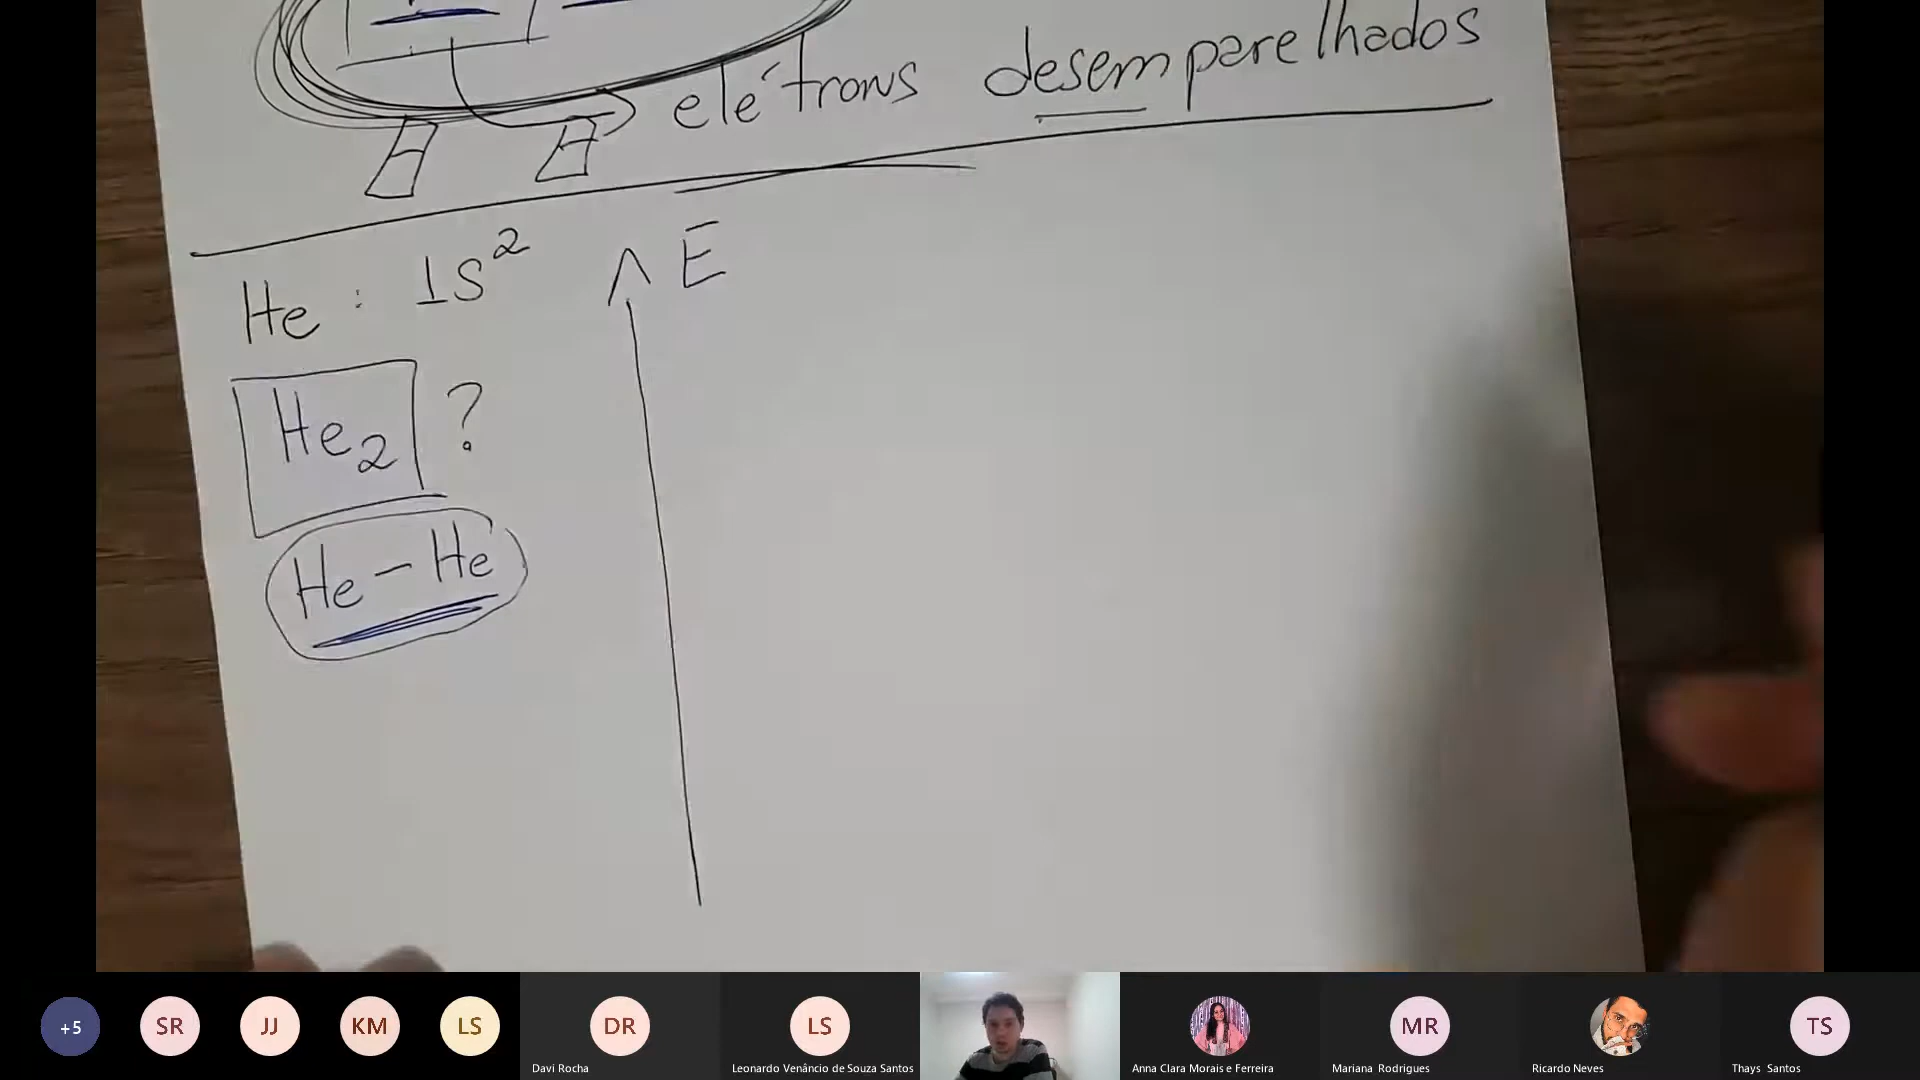 elétrons desemparelhados
He : 1S²
E
He₂ ?
He – He
+5
SR
JJ
KM
LS
DR
LS
MR
TS
Davi Rocha
Leonardo Venâncio de Souza Santos
Anna Clara Morais e Ferreira
Mariana Rodrigues
Ricardo Neves
Thays Santos